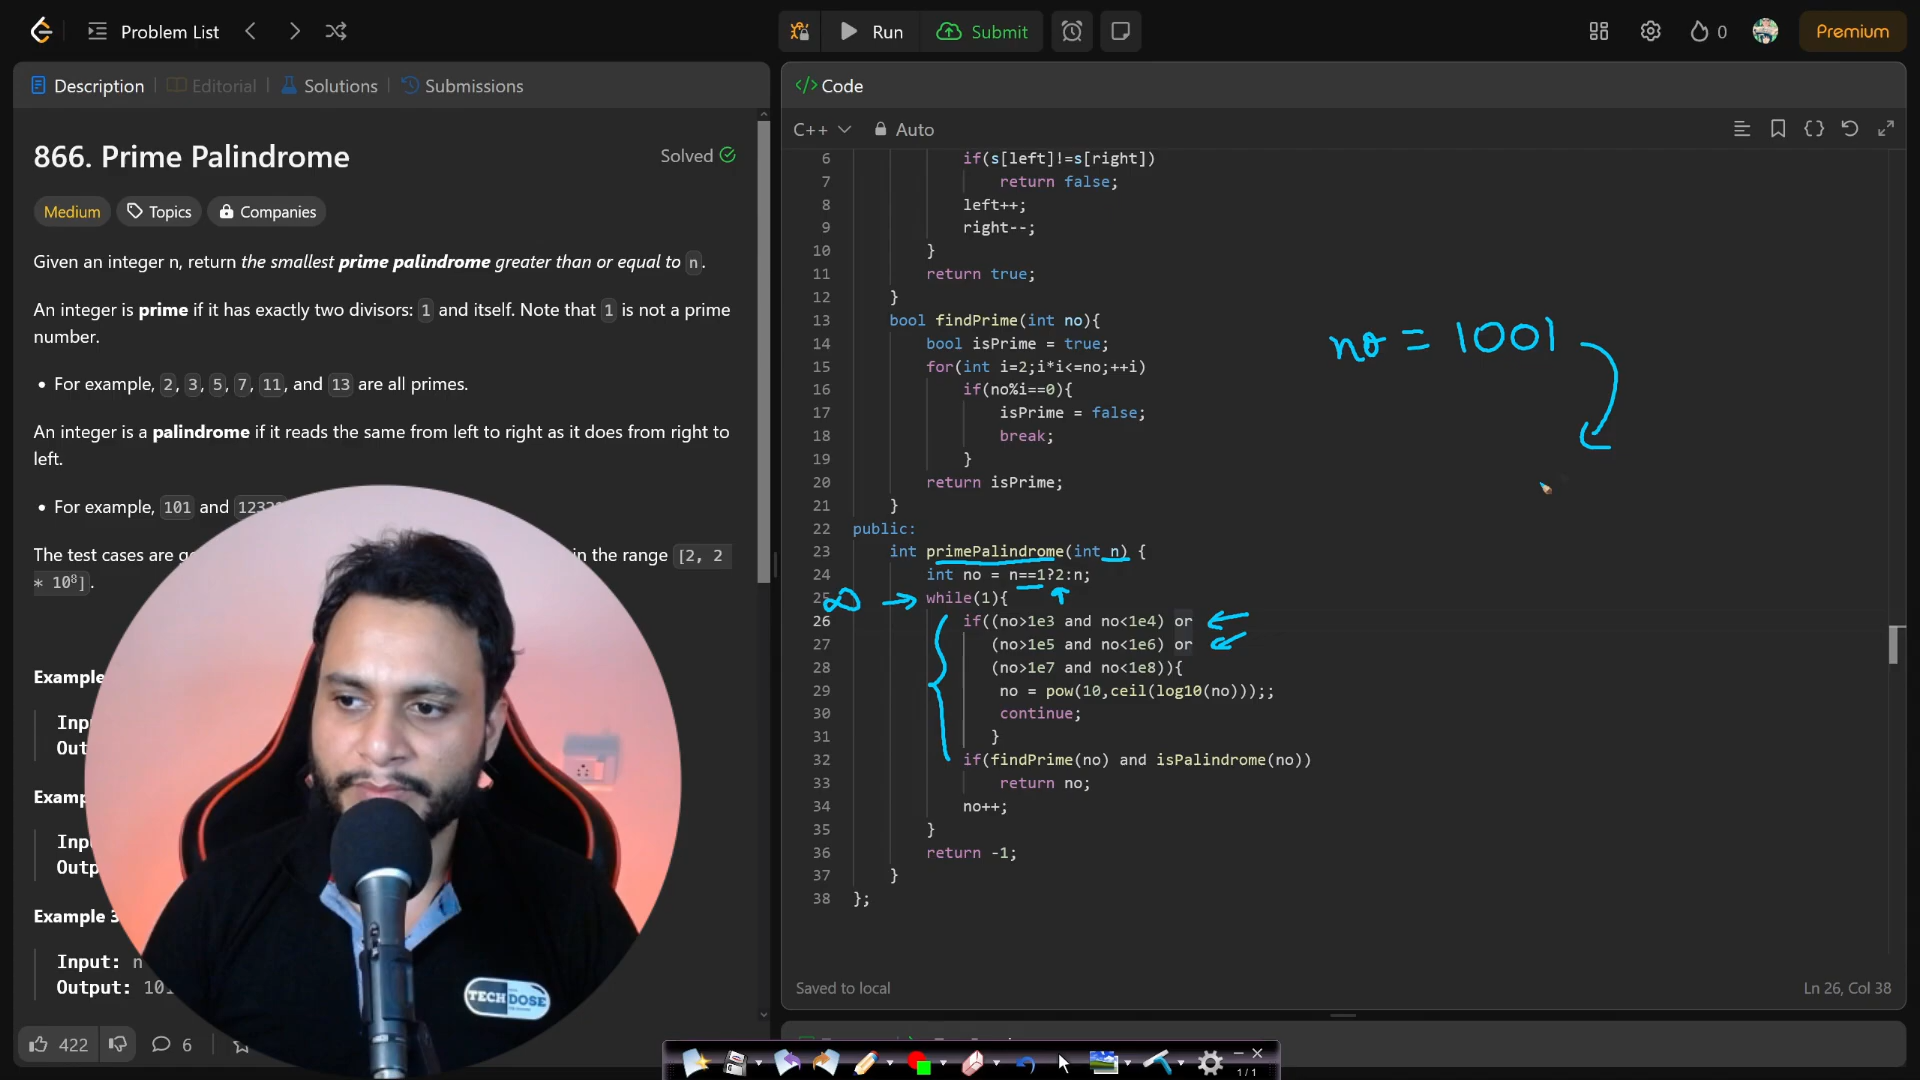 Problem List
Run
Submit
0
Premium
Description
Editorial
Solutions
Submissions
866. Prime Palindrome
Solved
Medium
Topics
Companies
Given an integer n, return the smallest prime palindrome greater than or equal to n.
An integer is prime if it has exactly two divisors: 1 and itself. Note that 1 is not a prime
number.
• For example, 2, 3, 5, 7, 11, and 13 are all primes.
An integer is a palindrome if it reads the same from left to right as it does from right to
left.
• For example, 101 and
The test cases are in the range [2, 2
* 10⁸].
Example
Example
Example 3
Input: n
Output: 101
422
6
</> Code
C++
Auto
6 if(s[left]!=s[right])
7 return false;
8 left++;
9 right--;
10 }
11 return true;
12 }
13 bool findPrime(int no){
14 bool isPrime = true;
15 for(int i=2;i*i<=no;++i)
16 if(no%i==0){
17 isPrime = false;
18 break;
19 }
20 return isPrime;
21 }
22 public:
23 int primePalindrome(int n) {
24 int no = n==1?2:n;
25 while(1){
26 if((no>1e3 and no<1e4) or
27 (no>1e5 and no<1e6) or
28 (no>1e7 and no<1e8)){
29 no = pow(10,ceil(log10(no)));;
30 continue;
31 }
32 if(findPrime(no) and isPalindrome(no))
33 return no;
34 no++;
35 }
36 return -1;
37 }
38 };
no = 1001
∞
Saved to local
Ln 26, Col 38
TECH DOSE
1/1